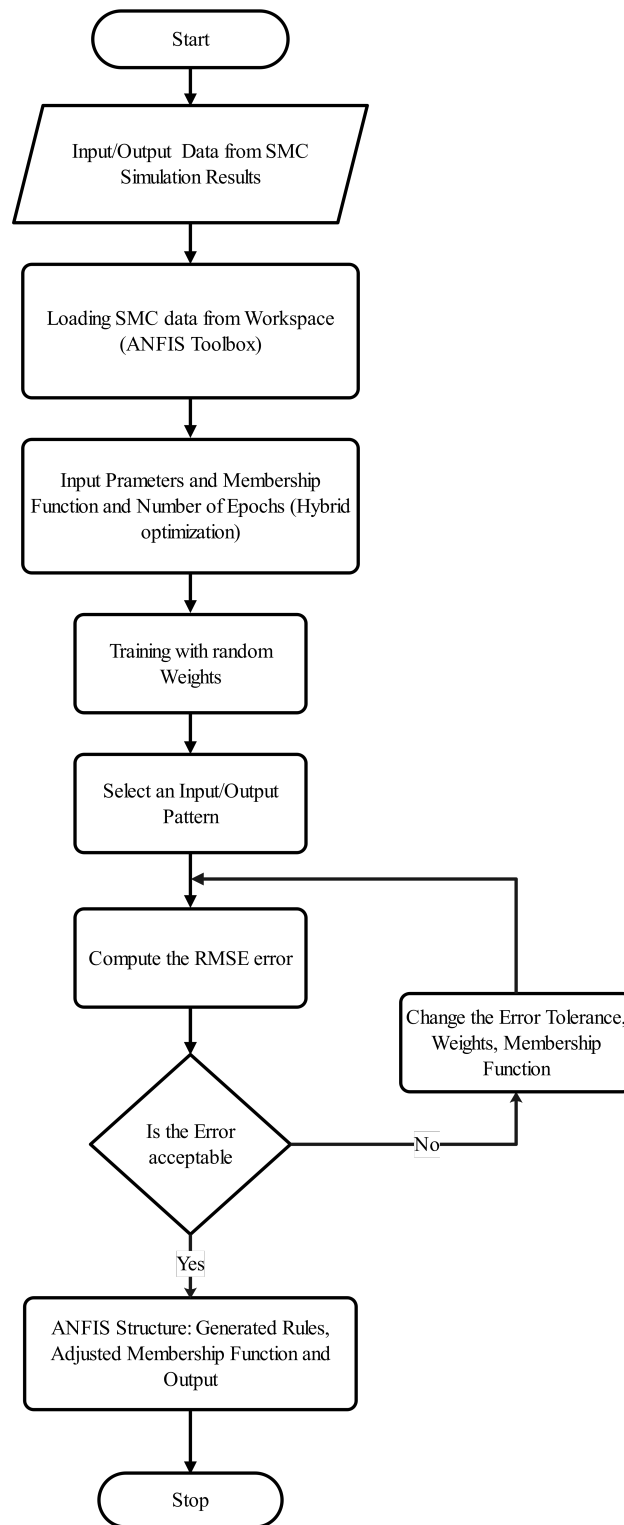 Start
Input/Output Data from SMC
Simulation Results
Loading SMC data from Workspace
(ANFIS Toolbox)
Input Prameters and Membership
Function and Number of Epochs (Hybrid
optimization)
Training with random
Weights
Select an Input/Output
Pattern
Compute the RMSE error
Change the Error Tolerance,
Weights, Membership
Function
Is the Error
acceptable
No
Yes
ANFIS Structure: Generated Rules,
Adjusted Membership Function and
Output
Stop